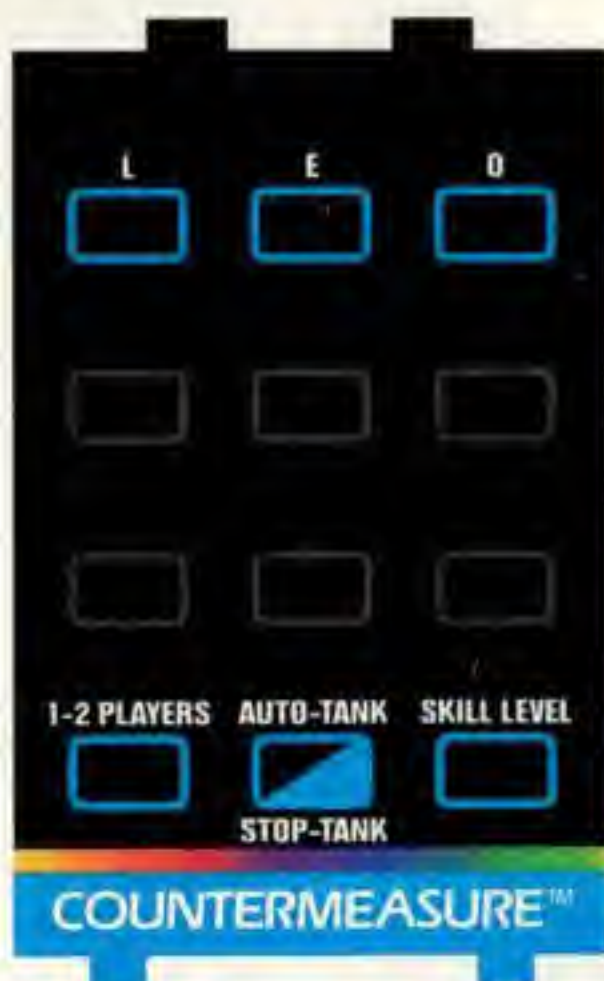 L E O
1-2 PLAYERS AUTO-TANK SKILL LEVEL
STOP-TANK
COUNTERMEASURE™